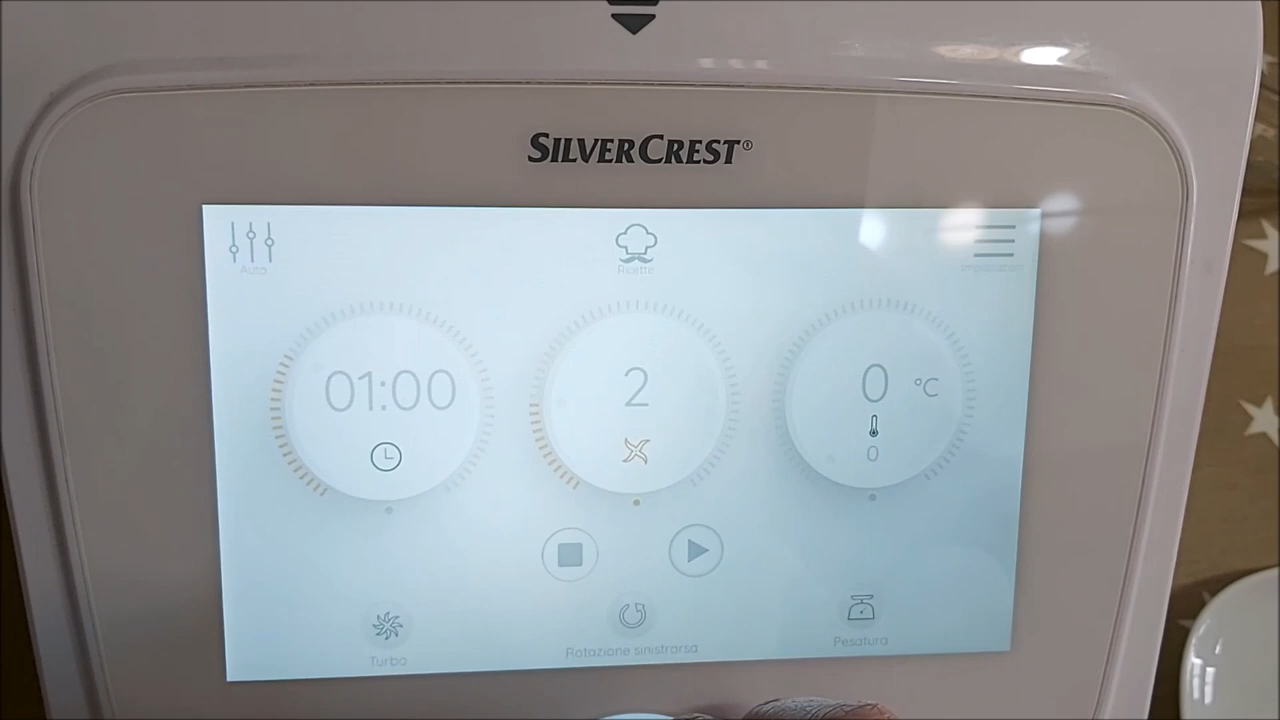 SILVERCREST®
Auto
Ricette
Impostazioni
01:00
2
0 °C
0
Turbo
Rotazione sinistrorsa
Pesatura